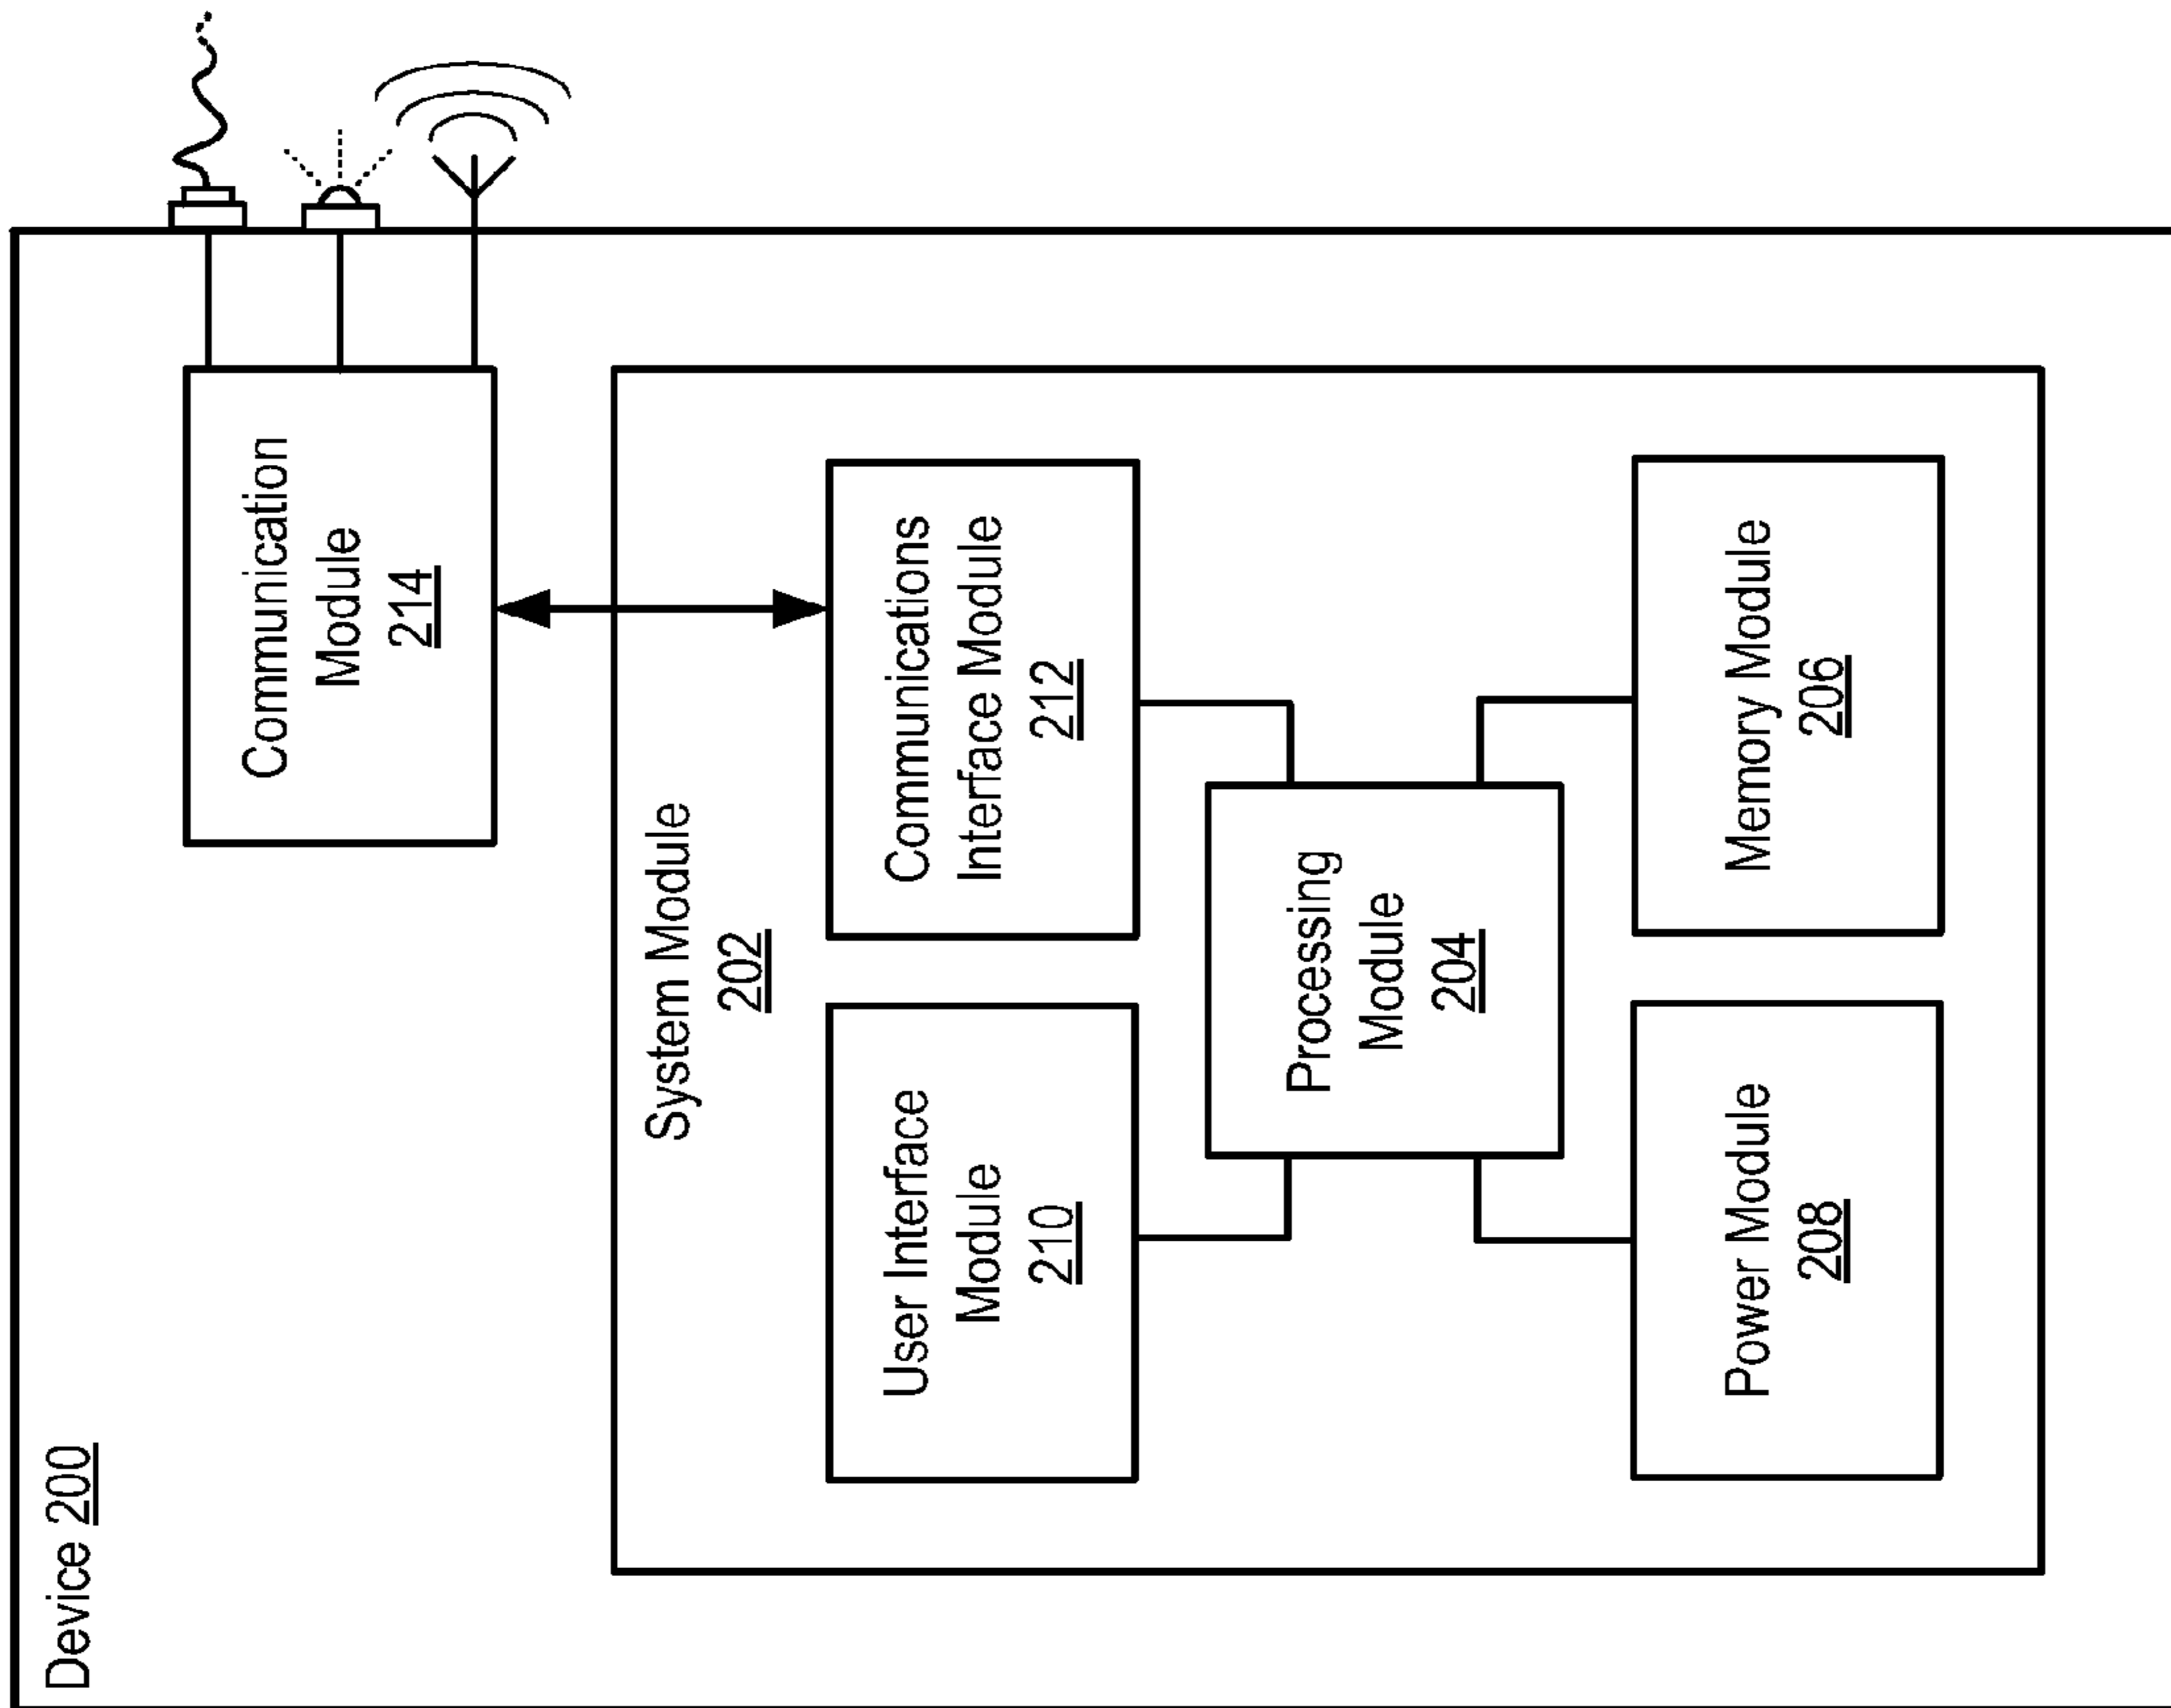 Device 200
Communication
Module
214
System Module
202
User Interface
Module
210
Communications
Interface Module
212
Processing
Module
204
Power Module
208
Memory Module
206